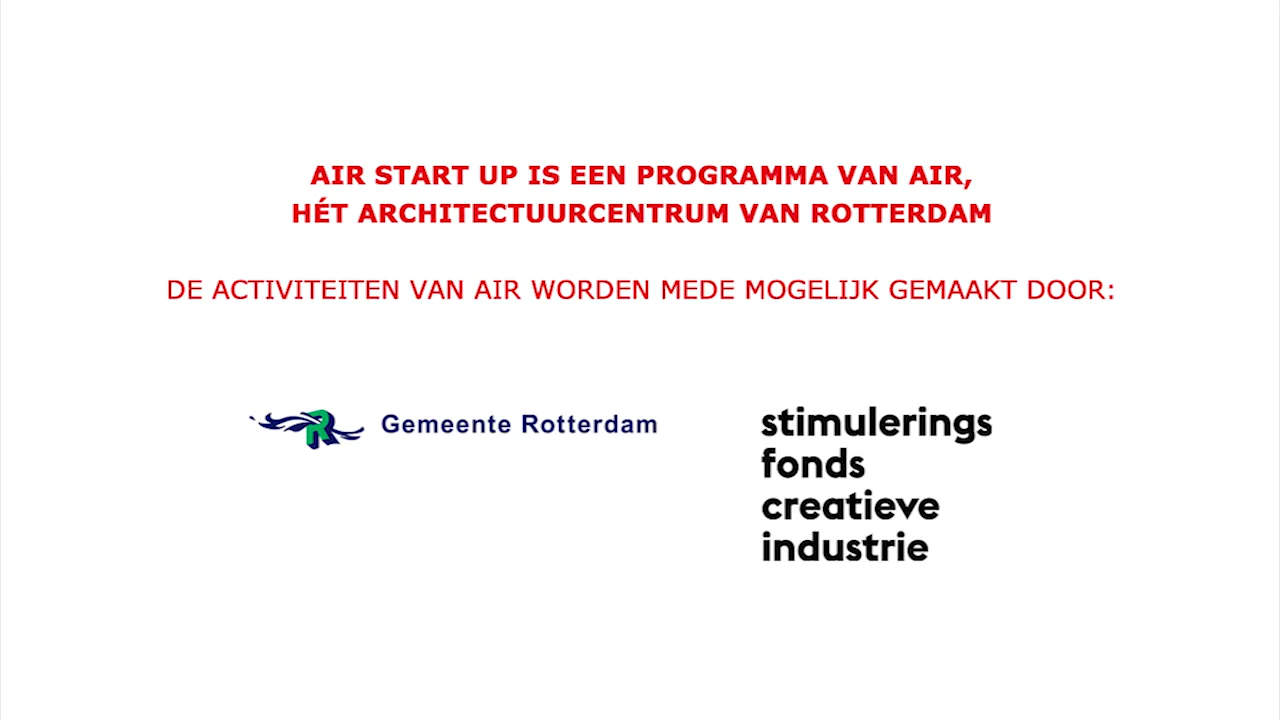 AIR START UP IS EEN PROGRAMMA VAN AIR,
HÉT ARCHITECTUURCENTRUM VAN ROTTERDAM
DE ACTIVITEITEN VAN AIR WORDEN MEDE MOGELIJK GEMAAKT DOOR:
R Gemeente Rotterdam
stimulerings
fonds
creatieve
industrie